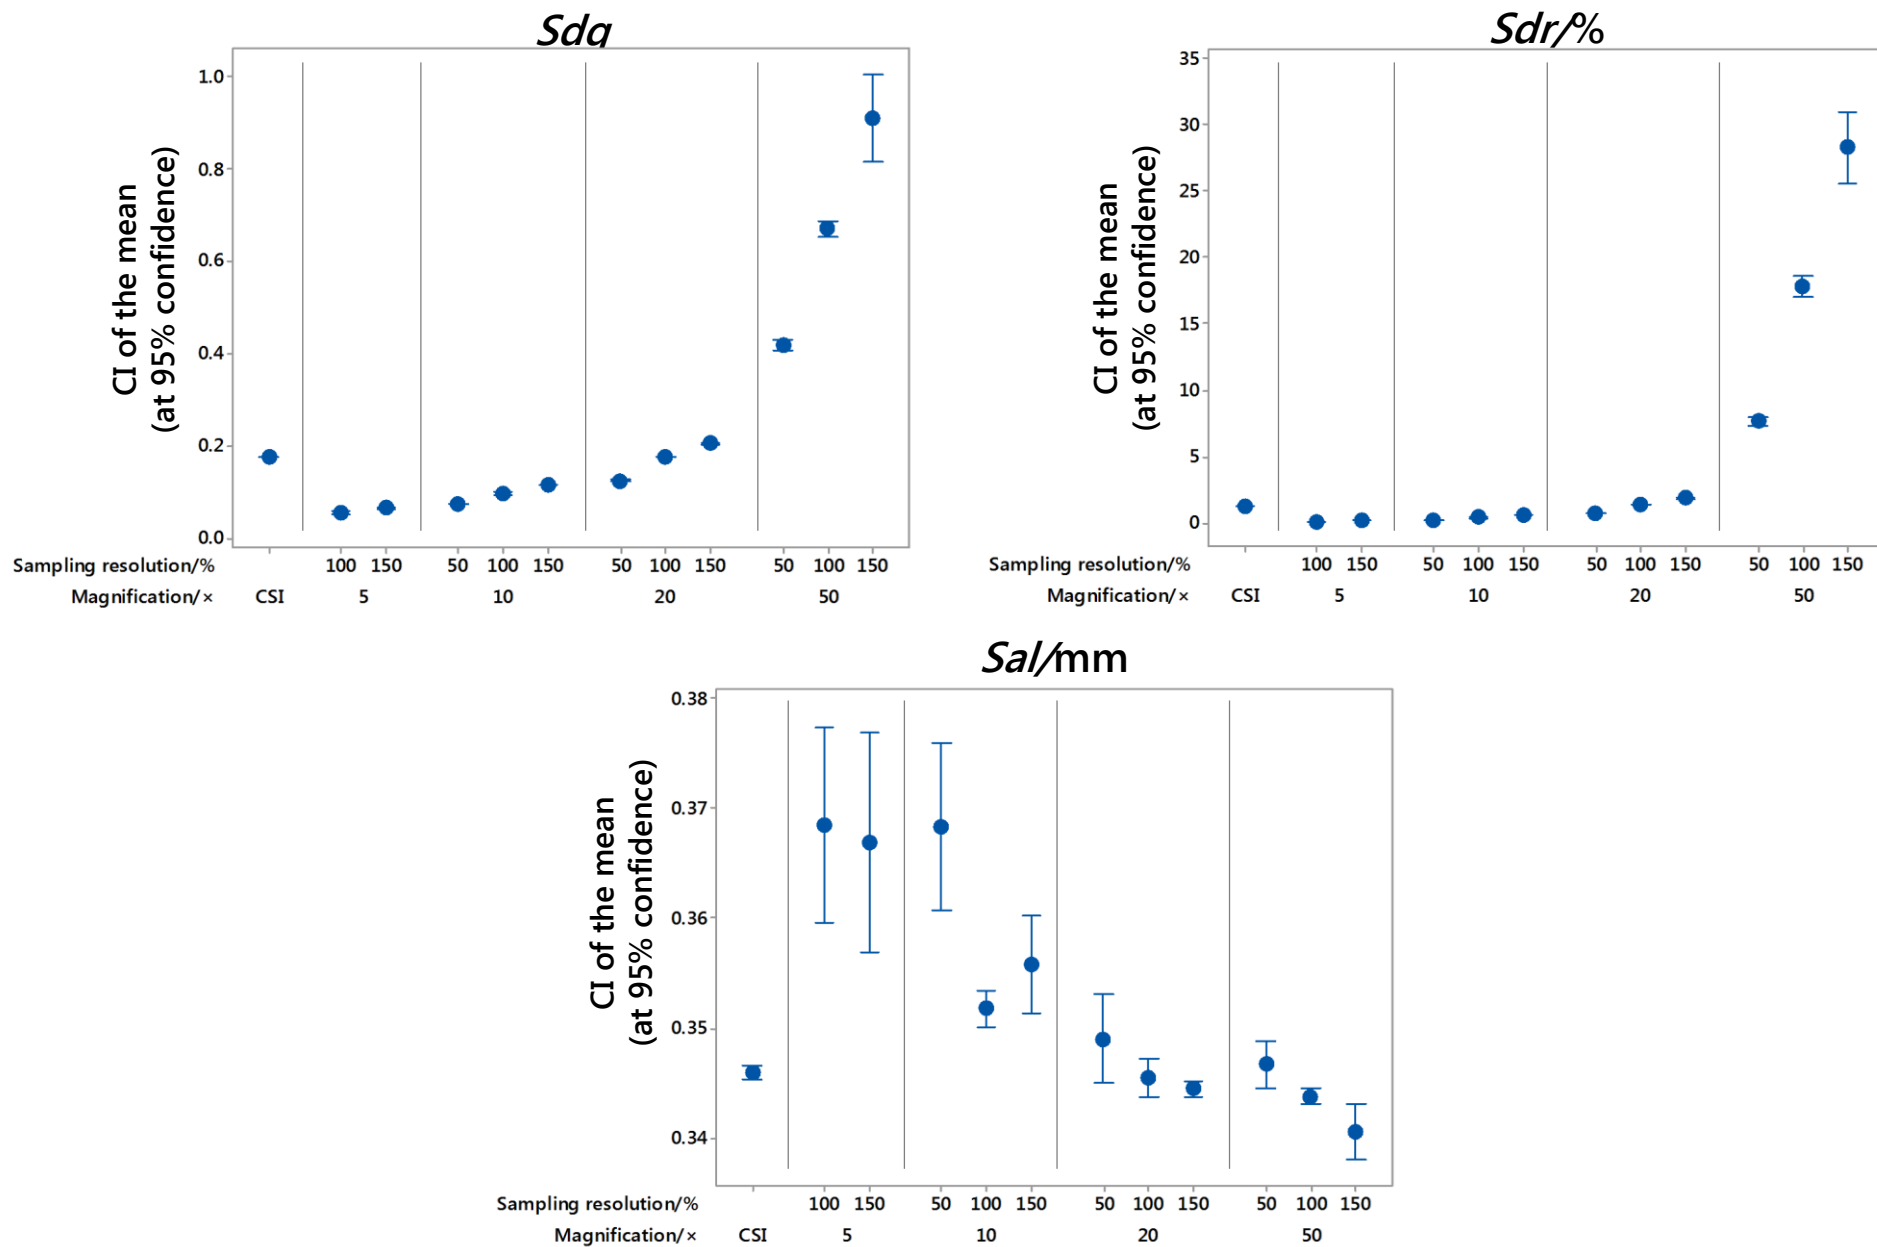 Sdq
CI of the mean
(at 95% confidence)
1.0
0.8
0.6
0.4
0.2
0.0
Sampling resolution/% 100 150 50 100 150 50 100 150 50 100 150
Magnification/× CSI 5 10 20 50
Sdr/%
CI of the mean
(at 95% confidence)
35
30
25
20
15
10
5
0
Sampling resolution/% 100 150 50 100 150 50 100 150 50 100 150
Magnification/× CSI 5 10 20 50
Sal/mm
CI of the mean
(at 95% confidence)
0.38
0.37
0.36
0.35
0.34
Sampling resolution/% 100 150 50 100 150 50 100 150 50 100 150
Magnification/× CSI 5 10 20 50